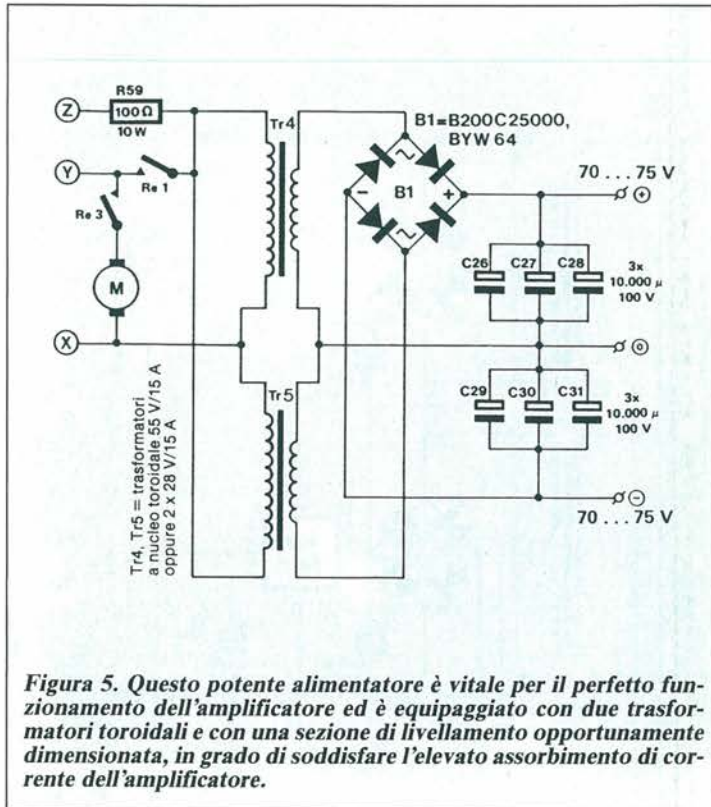 R59
Z
100 Ω
10 W
Tr4
B1=B200C25000,
BYW 64
Y
Re 1
Re 3
M
X
B1
~
~
−
+
70 ... 75 V
+
C26
C27
C28
3x
10.000 µ
100 V
0
Tr5
C29
C30
C31
3x
10.000 µ
100 V
−
70 ... 75 V
Tr4, Tr5 = trasformatori
a nucleo toroidale 55 V/15 A
oppure 2 x 28 V/15 A
Figura 5. Questo potente alimentatore è vitale per il perfetto fun-
zionamento dell'amplificatore ed è equipaggiato con due trasfor-
matori toroidali e con una sezione di livellamento opportunamente
dimensionata, in grado di soddisfare l'elevato assorbimento di cor-
rente dell'amplificatore.